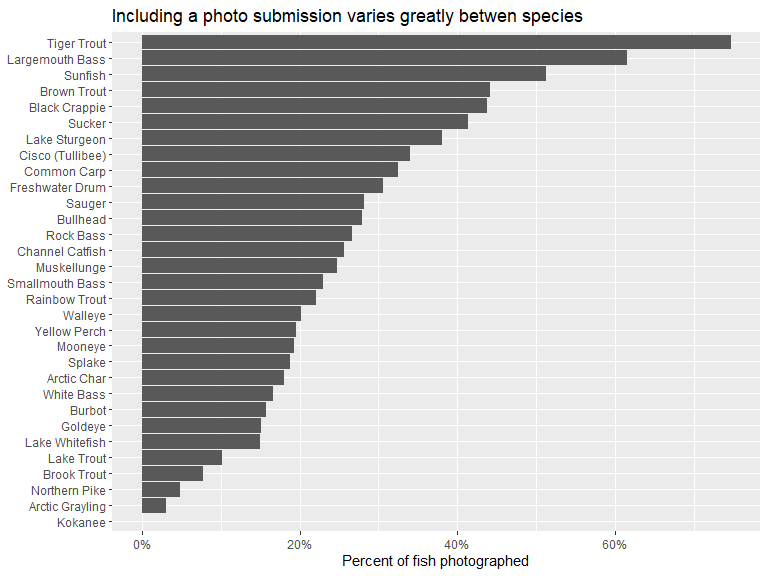 Including a photo submission varies greatly betwen species
Tiger Trout
Largemouth Bass
Sunfish
Brown Trout
Black Crappie
Sucker
Lake Sturgeon
Cisco (Tullibee)
Common Carp
Freshwater Drum
Sauger
Bullhead
Rock Bass
Channel Catfish
Muskellunge
Smallmouth Bass
Rainbow Trout
Walleye
Yellow Perch
Mooneye
Splake
Arctic Char
White Bass
Burbot
Goldeye
Lake Whitefish
Lake Trout
Brook Trout
Northern Pike
Arctic Grayling
Kokanee
0% 20% 40% 60%
Percent of fish photographed